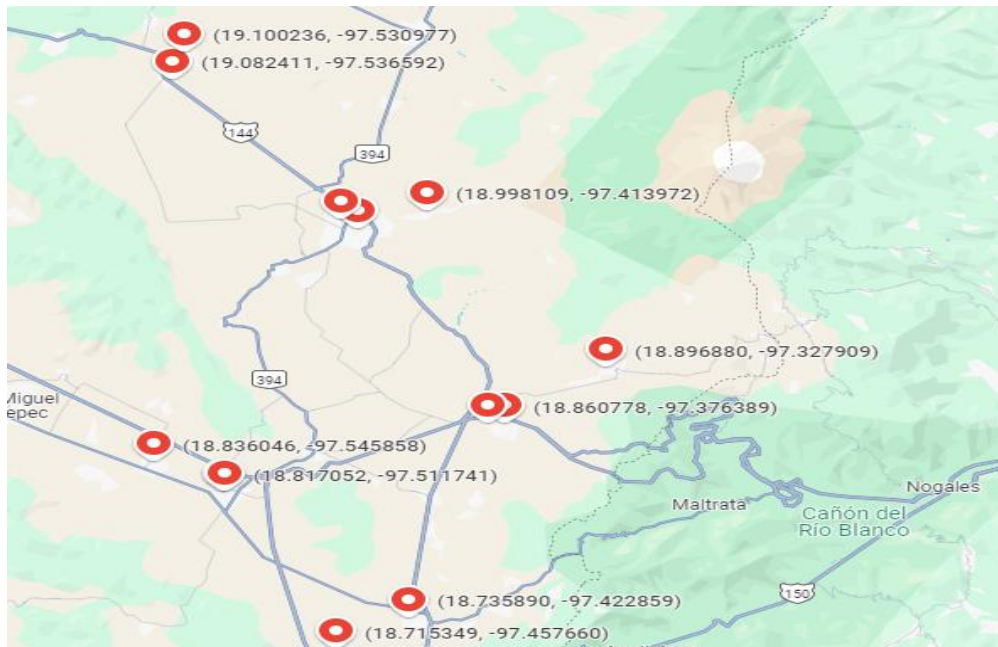 (19.100236, -97.530977)
(19.082411, -97.536592)
144
394
(18.998109, -97.413972)
(18.896880, -97.327909)
394
Miguel
epec
(18.860778, -97.376389)
(18.836046, -97.545858)
(18.817052, -97.511741)
Nogales
Maltrata
Cañón del
Río Blanco
150
(18.735890, -97.422859)
(18.715349, -97.457660)